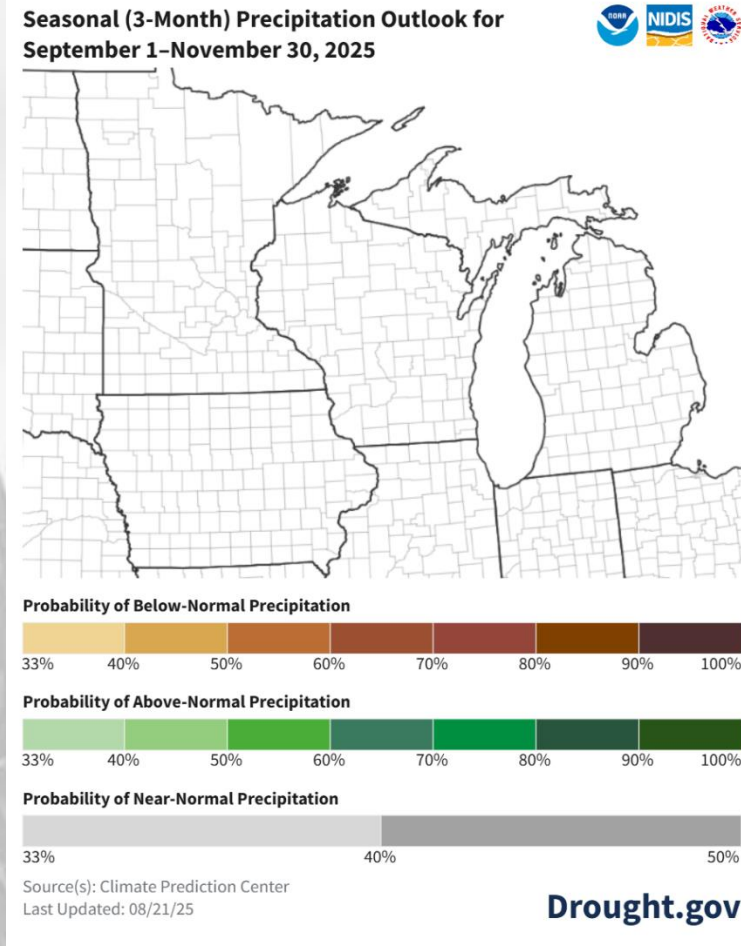 Seasonal (3-Month) Precipitation Outlook for
September 1–November 30, 2025
NOAA
NIDIS
Probability of Below-Normal Precipitation
33% 40% 50% 60% 70% 80% 90% 100%
Probability of Above-Normal Precipitation
33% 40% 50% 60% 70% 80% 90% 100%
Probability of Near-Normal Precipitation
33% 40% 50%
Source(s): Climate Prediction Center
Last Updated: 08/21/25
Drought.gov